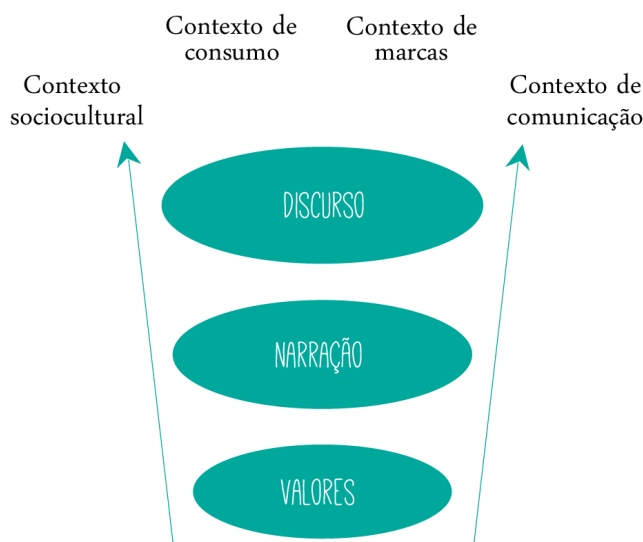 Contexto de
consumo
Contexto de
marcas
Contexto
sociocultural
Contexto de
comunicação
DISCURSO
NARRAÇÃO
VALORES